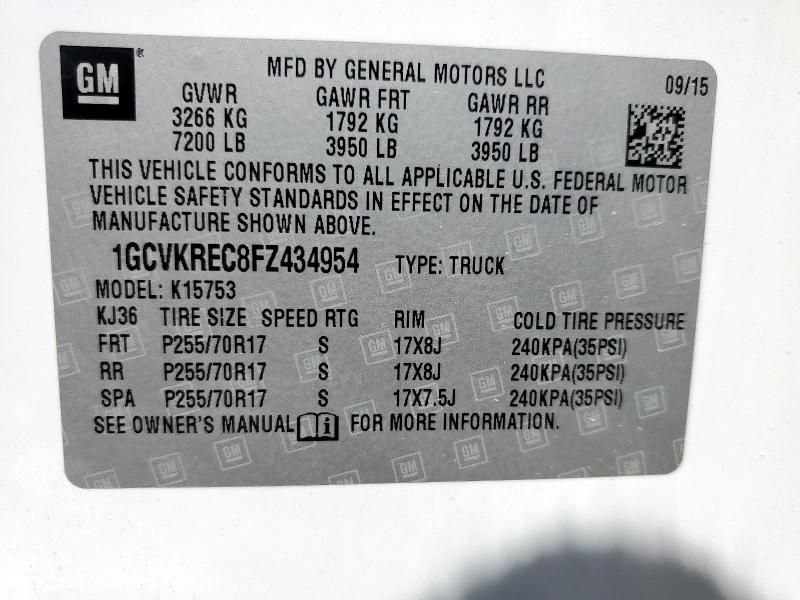 GM®
MFD BY GENERAL MOTORS LLC 09/15
GVWR GAWR FRT GAWR RR
3266 KG 1792 KG 1792 KG
7200 LB 3950 LB 3950 LB
THIS VEHICLE CONFORMS TO ALL APPLICABLE U.S. FEDERAL MOTOR
VEHICLE SAFETY STANDARDS IN EFFECT ON THE DATE OF
MANUFACTURE SHOWN ABOVE.
1GCVKREC8FZ434954 TYPE: TRUCK
MODEL: K15753
KJ36 TIRE SIZE SPEED RTG RIM COLD TIRE PRESSURE
FRT P255/70R17 S 17X8J 240KPA(35PSI)
RR P255/70R17 S 17X8J 240KPA(35PSI)
SPA P255/70R17 S 17X7.5J 240KPA(35PSI)
SEE OWNER'S MANUAL i FOR MORE INFORMATION.